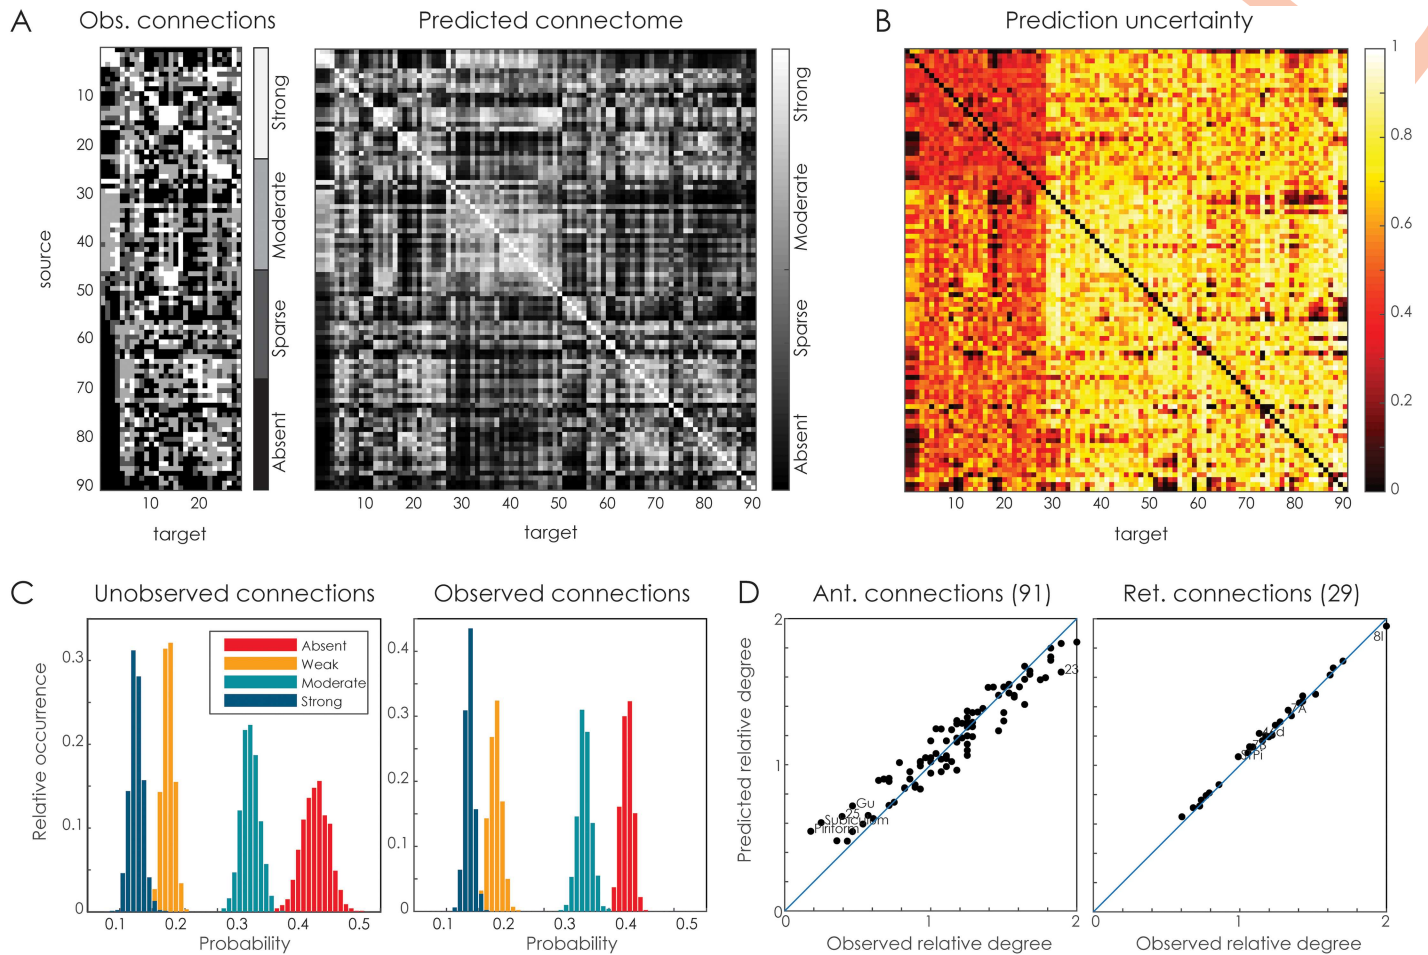 A
Obs. connections
Predicted connectome
B
Prediction uncertainty
source
10
20
30
40
50
60
70
80
90
10
20
target
Strong
Moderate
Sparse
Absent
10
20
30
40
50
60
70
80
90
target
Strong
Moderate
Sparse
Absent
10
20
30
40
50
60
70
80
90
target
1
0.8
0.6
0.4
0.2
0
C
Unobserved connections
Observed connections
Relative occurrence
0.3
0.2
0.1
0
Absent
Weak
Moderate
Strong
0.1
0.2
0.3
0.4
0.5
Probability
0.4
0.3
0.2
0.1
0
0.1
0.2
0.3
0.4
0.5
Probability
D
Ant. connections (91)
Ret. connections (29)
Predicted relative degree
2
1
0
23
Gu
25
Subiculum
Piriform
0
1
2
Observed relative degree
8l
7A
STPi
0
1
2
Observed relative degree